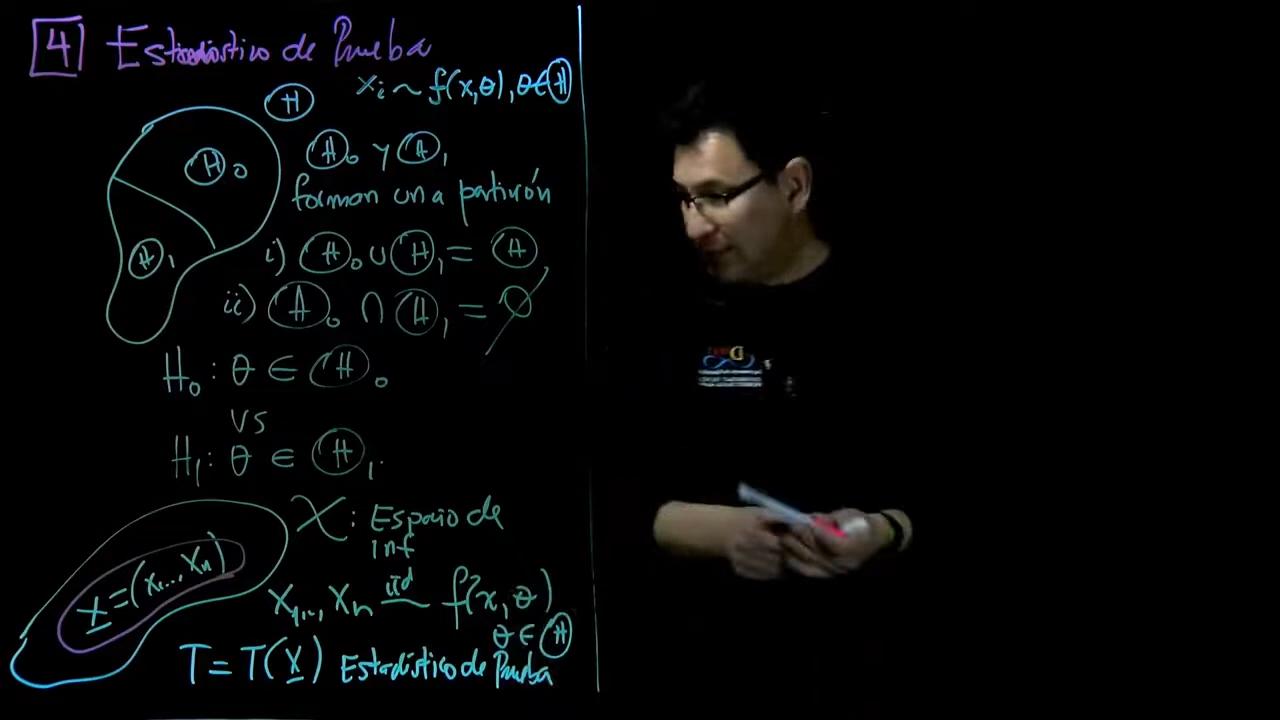 4 Estadístico de Prueba
Xᵢ ~ f(x,θ), θ∈Θ
Θ
Θ₀
Θ₁
Θ₀ y Θ₁
forman una partición
i) Θ₀ ∪ Θ₁ = Θ
ii) Θ₀ ∩ Θ₁ = ∅
H₀: θ ∈ Θ₀
vs
H₁: θ ∈ Θ₁.
𝒳: Espacio de
inf
X = (X₁..., Xₙ)
X₁,..., Xₙ iid ~ f(x, θ)
θ ∈ Θ
T = T(X) Estadístico de Prueba